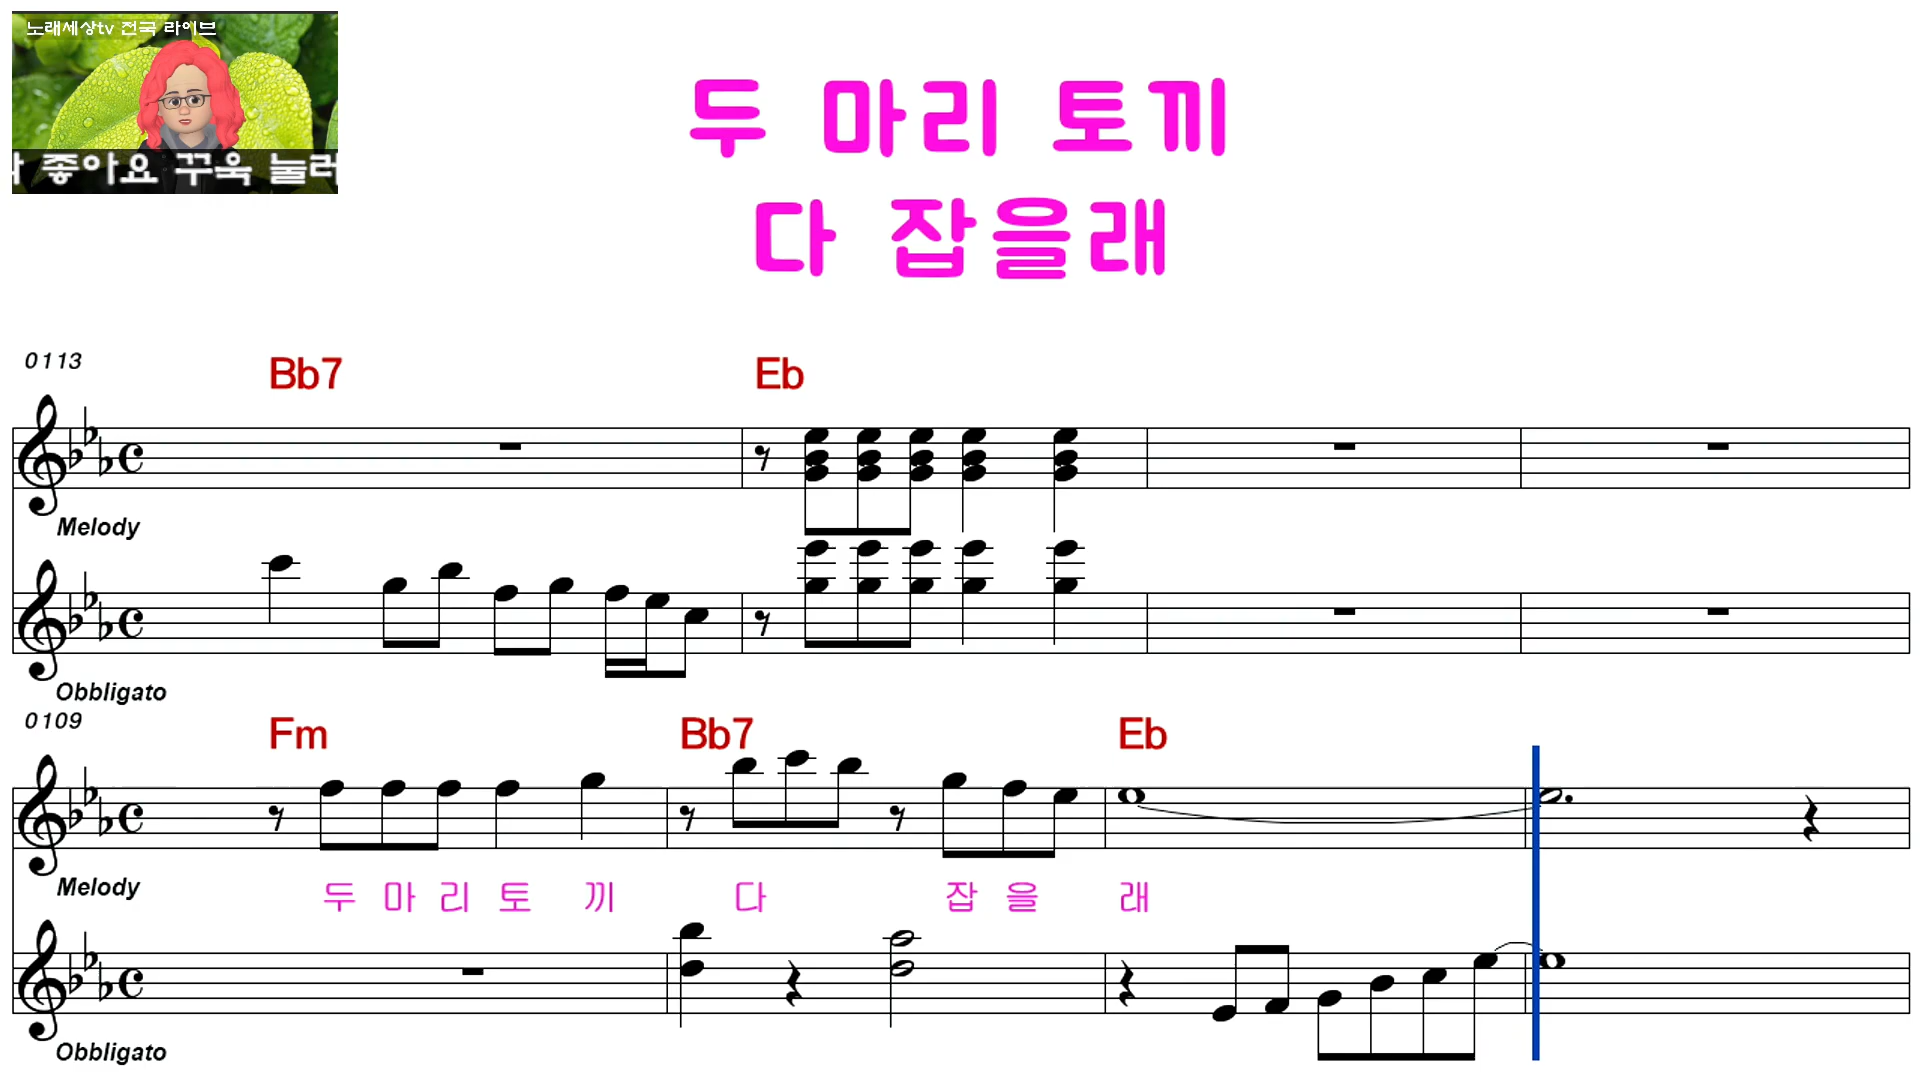 노래세상tv 전국 라이브
좋아요 꾸욱 눌러
두 마리 토끼
다 잡을래
0113
Bb7 Eb
Melody
Obbligato
0109
Fm Bb7 Eb
Melody
두 마 리 토 끼 다 잡 을 래
Obbligato